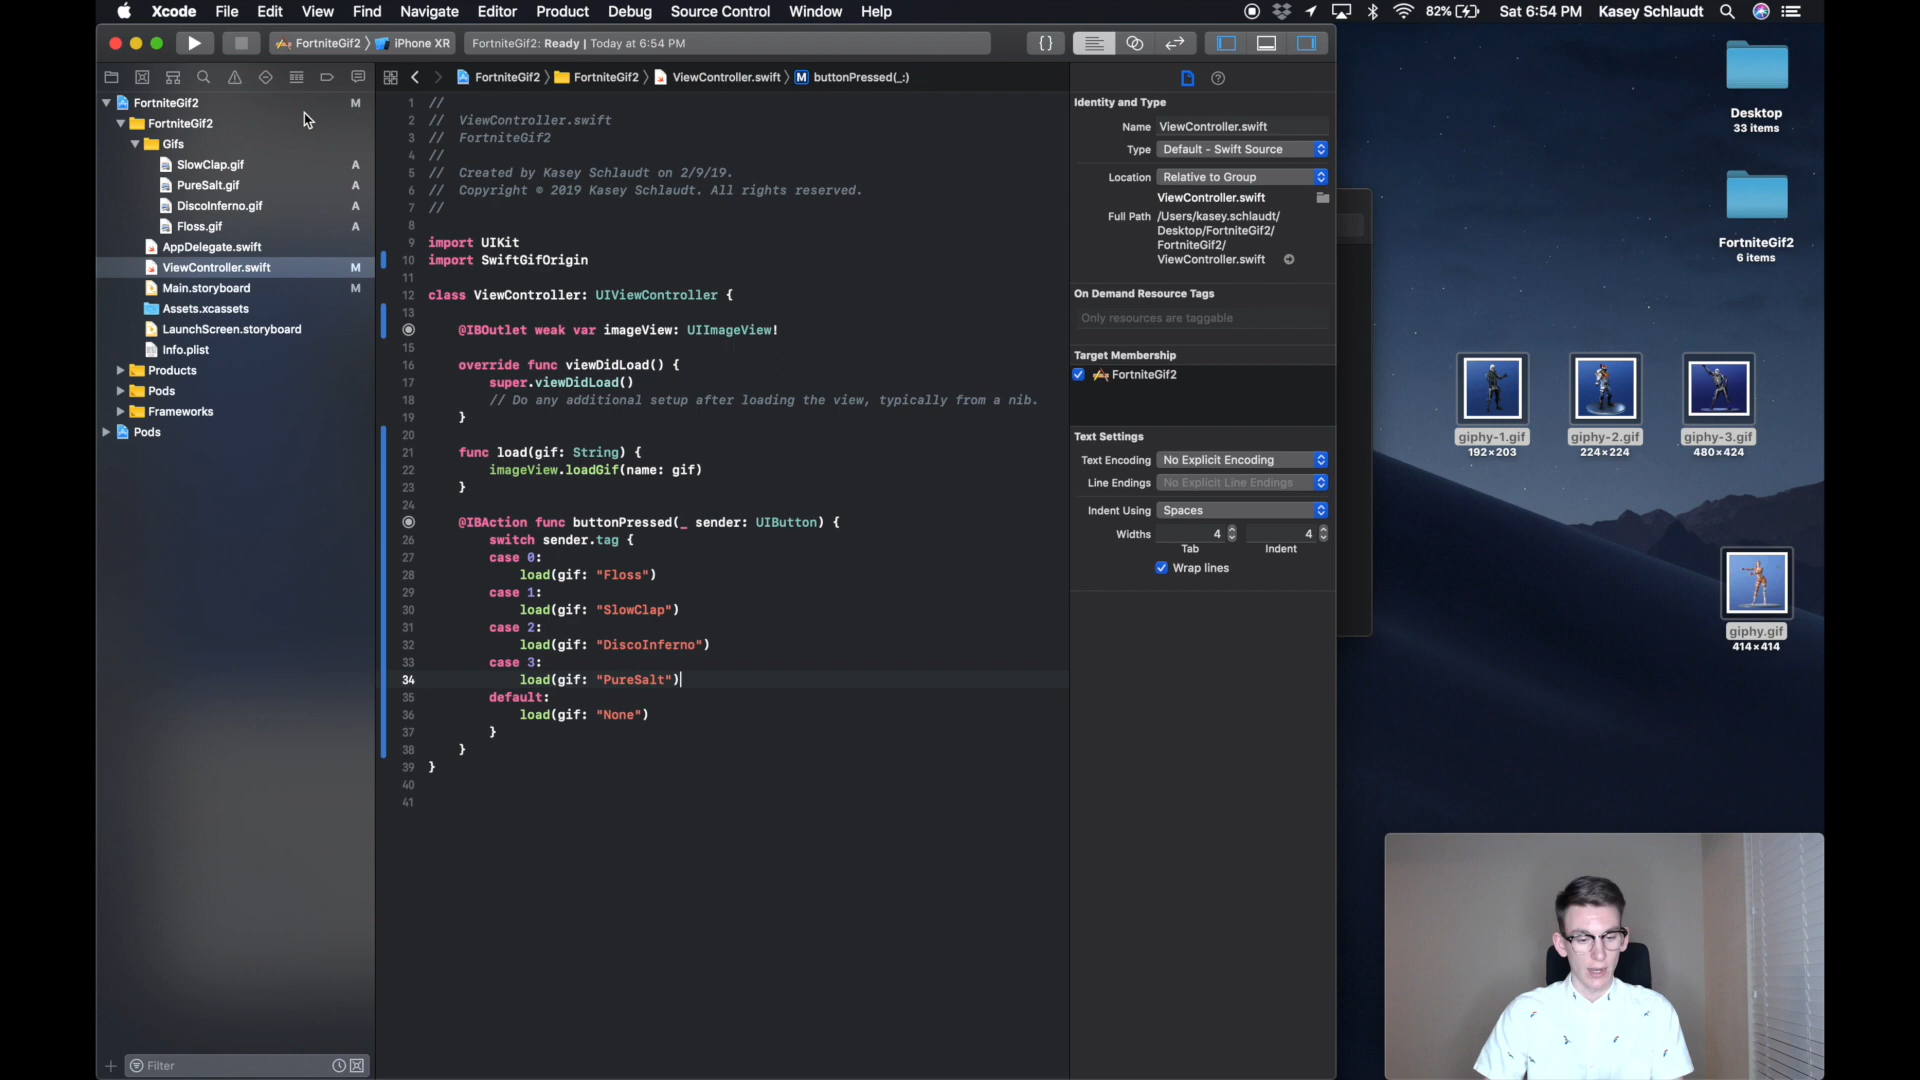 Xcode File Edit View Find Navigate Editor Product Debug Source Control Window Help
82% Sat 6:54 PM Kasey Schlaudt
FortniteGif2 iPhone XR
FortniteGif2: Ready | Today at 6:54 PM
{}
FortniteGif2 FortniteGif2 ViewController.swift M buttonPressed(_:)
FortniteGif2 M
FortniteGif2
Gifs
SlowClap.gif A
PureSalt.gif A
DiscoInferno.gif A
Floss.gif A
AppDelegate.swift
ViewController.swift M
Main.storyboard M
Assets.xcassets
LaunchScreen.storyboard
Info.plist
Products
Pods
Frameworks
Pods
Filter
1 //
2 // ViewController.swift
3 // FortniteGif2
4 //
5 // Created by Kasey Schlaudt on 2/9/19.
6 // Copyright © 2019 Kasey Schlaudt. All rights reserved.
7 //
8
9 import UIKit
10 import SwiftGifOrigin
11
12 class ViewController: UIViewController {
13
@IBOutlet weak var imageView: UIImageView!
15
16 override func viewDidLoad() {
17 super.viewDidLoad()
18 // Do any additional setup after loading the view, typically from a nib.
19 }
20
21 func load(gif: String) {
22 imageView.loadGif(name: gif)
23 }
24
@IBAction func buttonPressed(_ sender: UIButton) {
26 switch sender.tag {
27 case 0:
28 load(gif: "Floss")
29 case 1:
30 load(gif: "SlowClap")
31 case 2:
32 load(gif: "DiscoInferno")
33 case 3:
34 load(gif: "PureSalt")
35 default:
36 load(gif: "None")
37 }
38 }
39 }
40
41
Identity and Type
Name ViewController.swift
Type Default - Swift Source
Location Relative to Group
ViewController.swift
Full Path /Users/kasey.schlaudt/
Desktop/FortniteGif2/
FortniteGif2/
ViewController.swift
On Demand Resource Tags
Only resources are taggable
Target Membership
FortniteGif2
Text Settings
Text Encoding No Explicit Encoding
Line Endings No Explicit Line Endings
Indent Using Spaces
Widths 4 4
Tab Indent
Wrap lines
Desktop
33 items
FortniteGif2
6 items
giphy-1.gif giphy-2.gif giphy-3.gif
192×203 224×224 480×424
giphy.gif
414×414